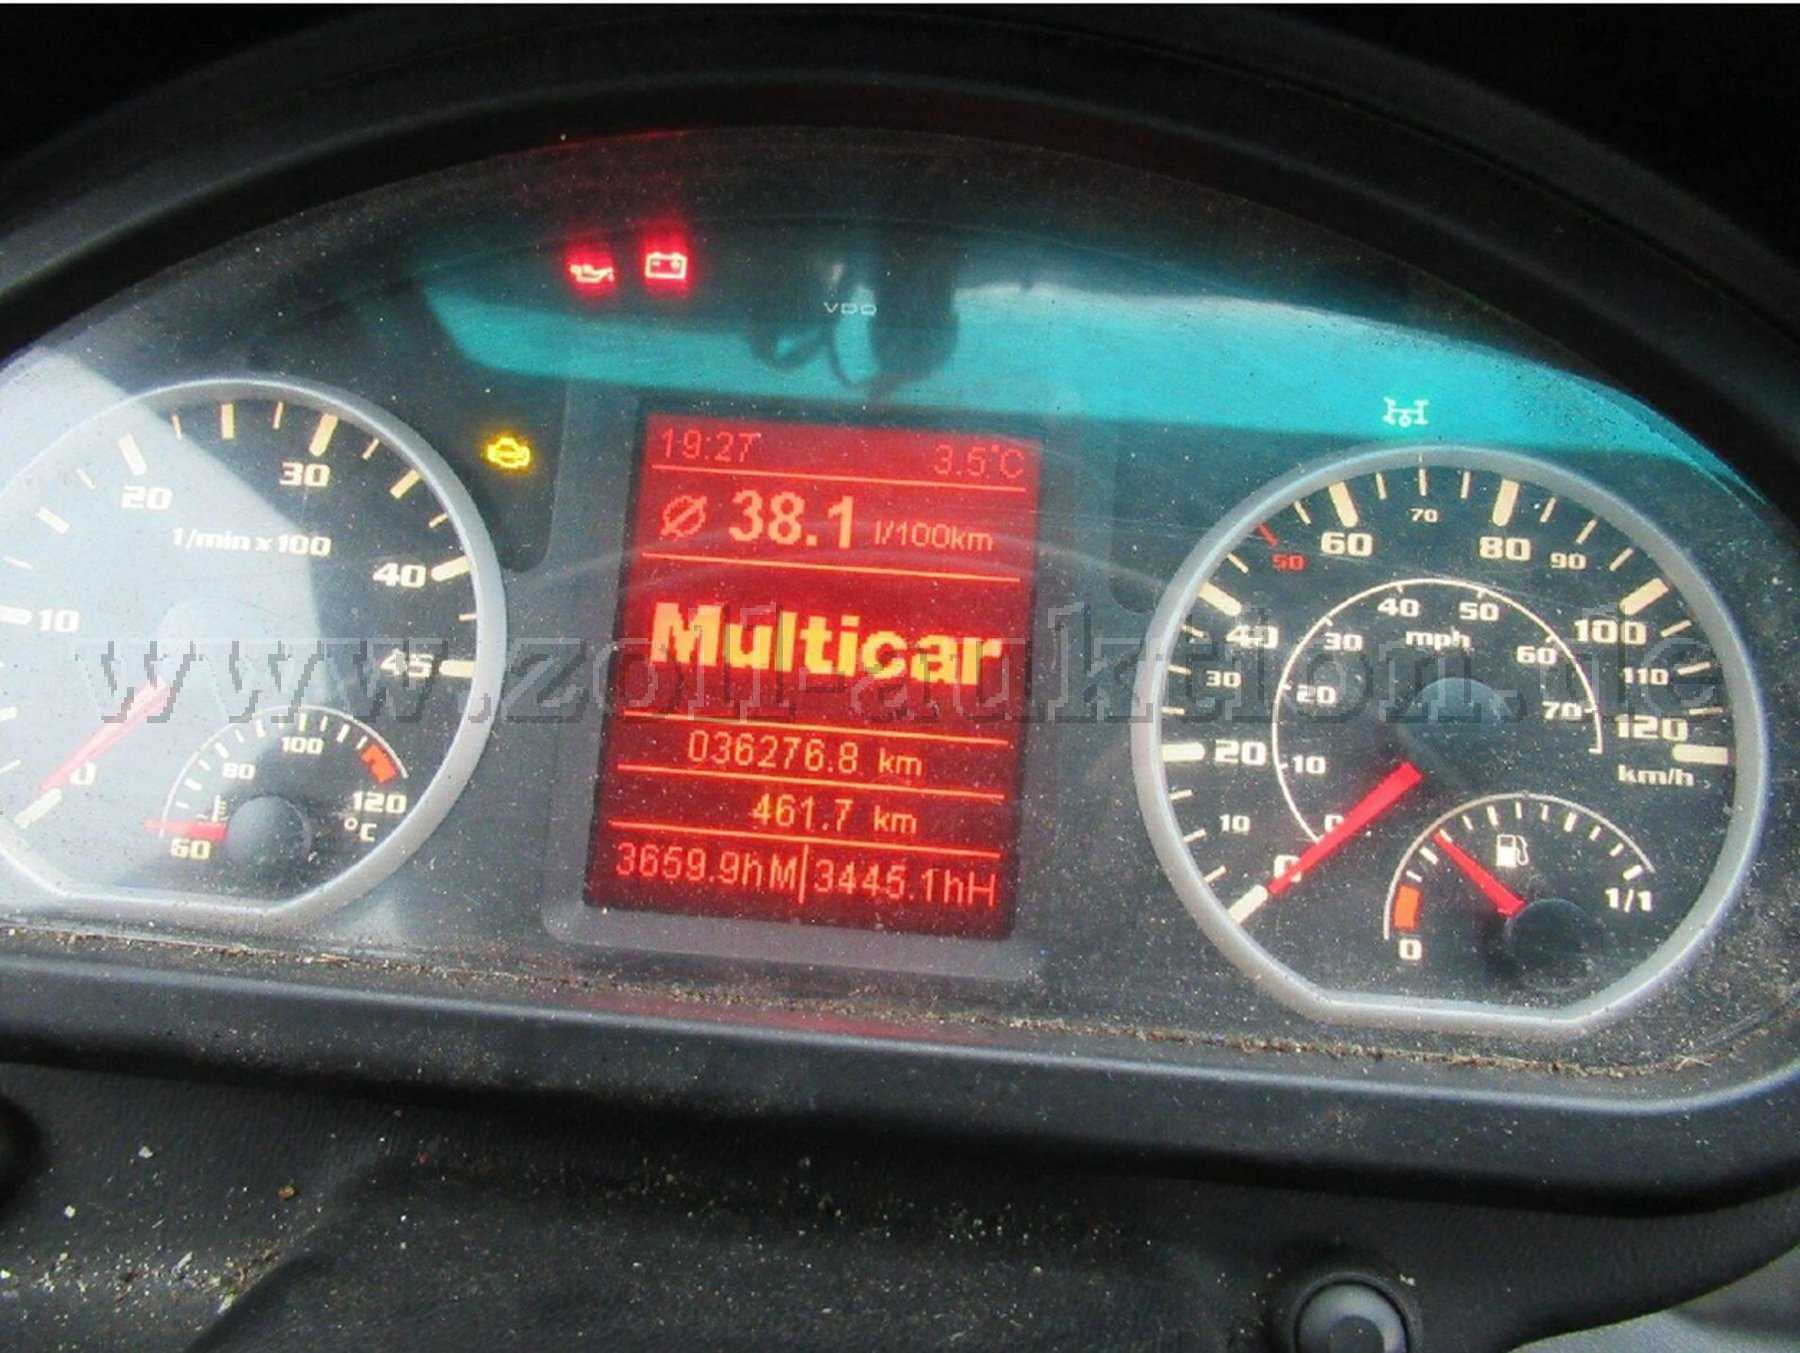 VDO
19:27 3.5°C
Ø 38.1 l/100km
Multicar
036276.8 km
461.7 km
3659.9hM 3445.1hH
0 10 20 30 40 45
1/min x 100
60 80 100 120
°C
0 10 20 30 40 50 60 70 80 90 100 110 120
km/h
0 10 20 30 40 50 60 70
mph
0 1/1
www.zoll-auktion.de